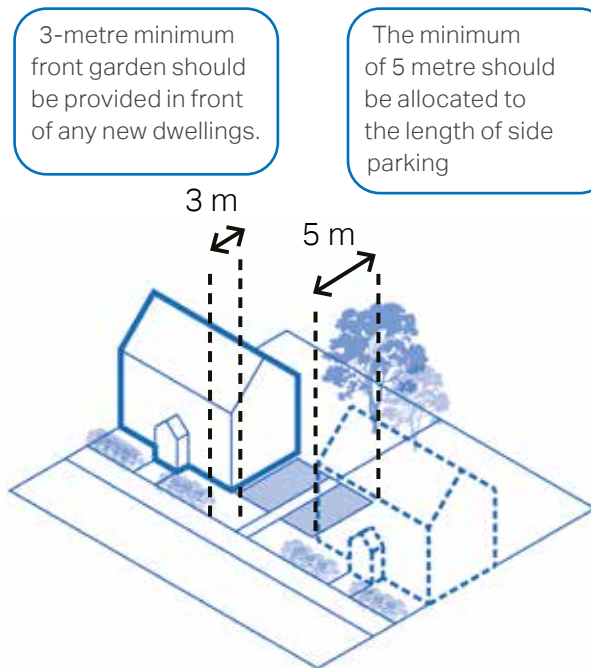 3-metre minimum
front garden should
be provided in front
of any new dwellings.
The minimum
of 5 metre should
be allocated to
the length of side
parking
3 m
5 m